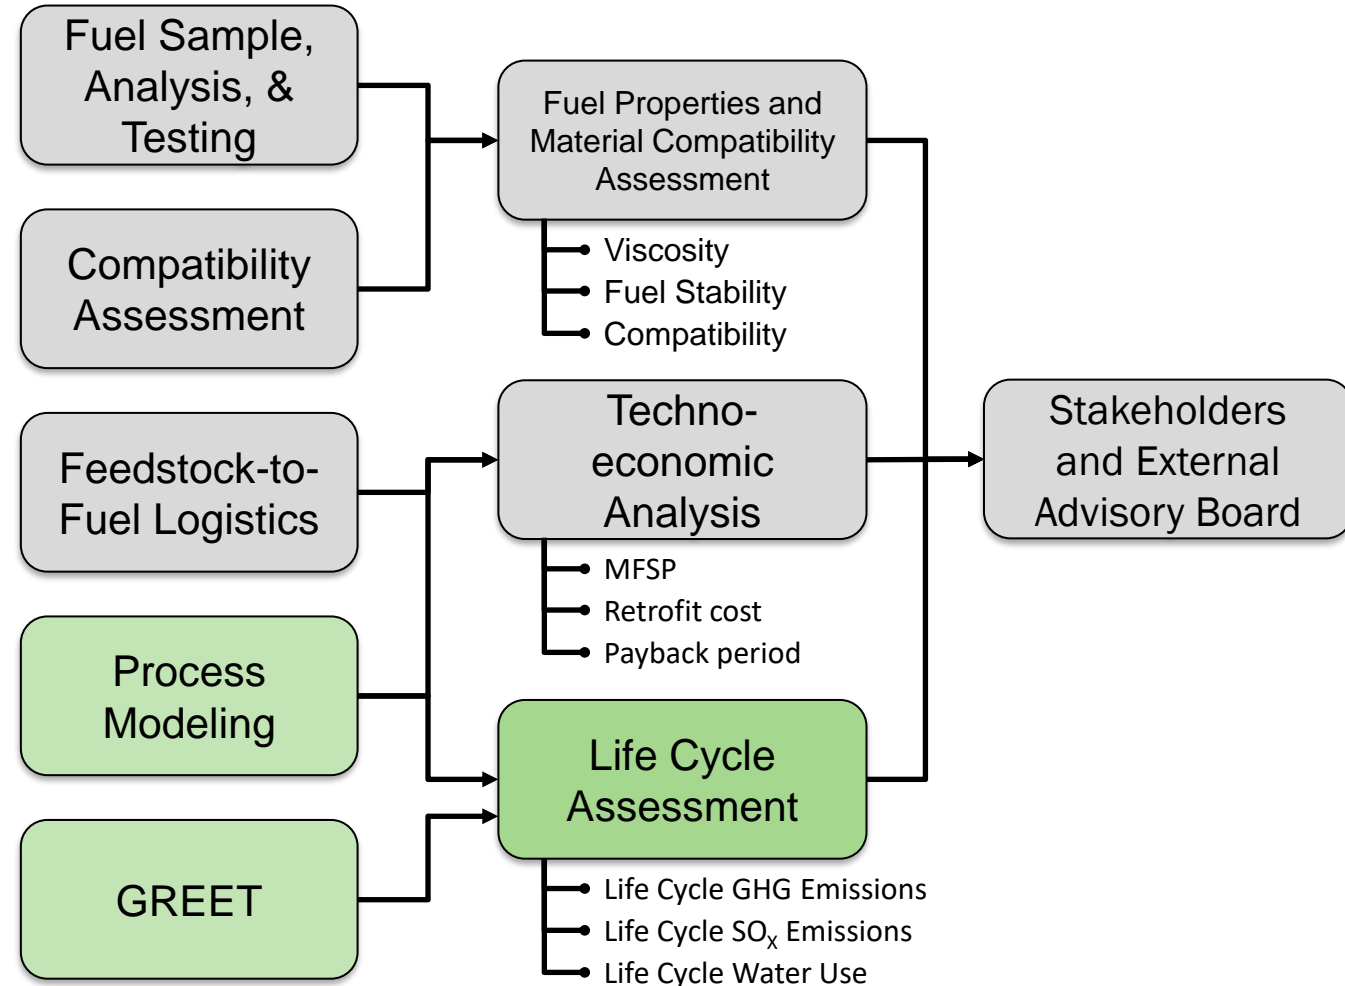 Fuel Sample,
Analysis, &
Testing
Compatibility
Assessment
Feedstock-to-
Fuel Logistics
Process
Modeling
GREET
Fuel Properties and
Material Compatibility
Assessment
Viscosity
Fuel Stability
Compatibility
Techno-
economic
Analysis
MFSP
Retrofit cost
Payback period
Life Cycle
Assessment
Life Cycle GHG Emissions
Life Cycle SOₓ Emissions
Life Cycle Water Use
Stakeholders
and External
Advisory Board